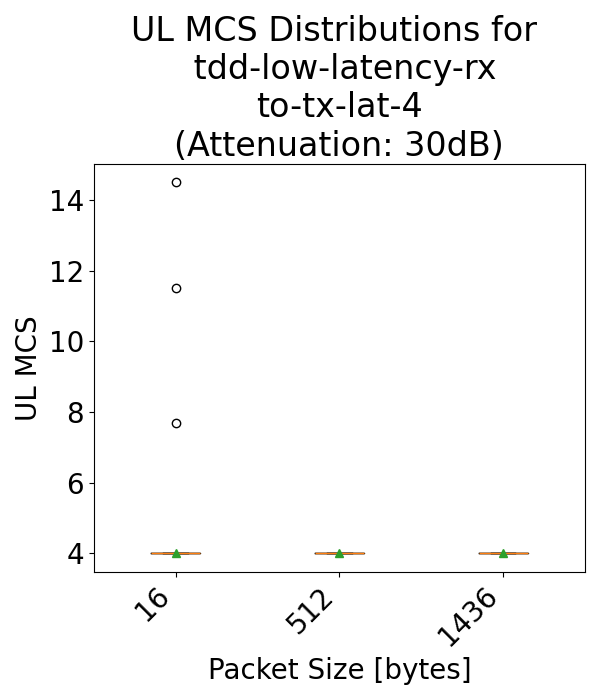 UL MCS Distributions for
tdd-low-latency-rx
to-tx-lat-4
(Attenuation: 30dB)
14
12
10
8
6
4
UL MCS
16
512
1436
Packet Size [bytes]